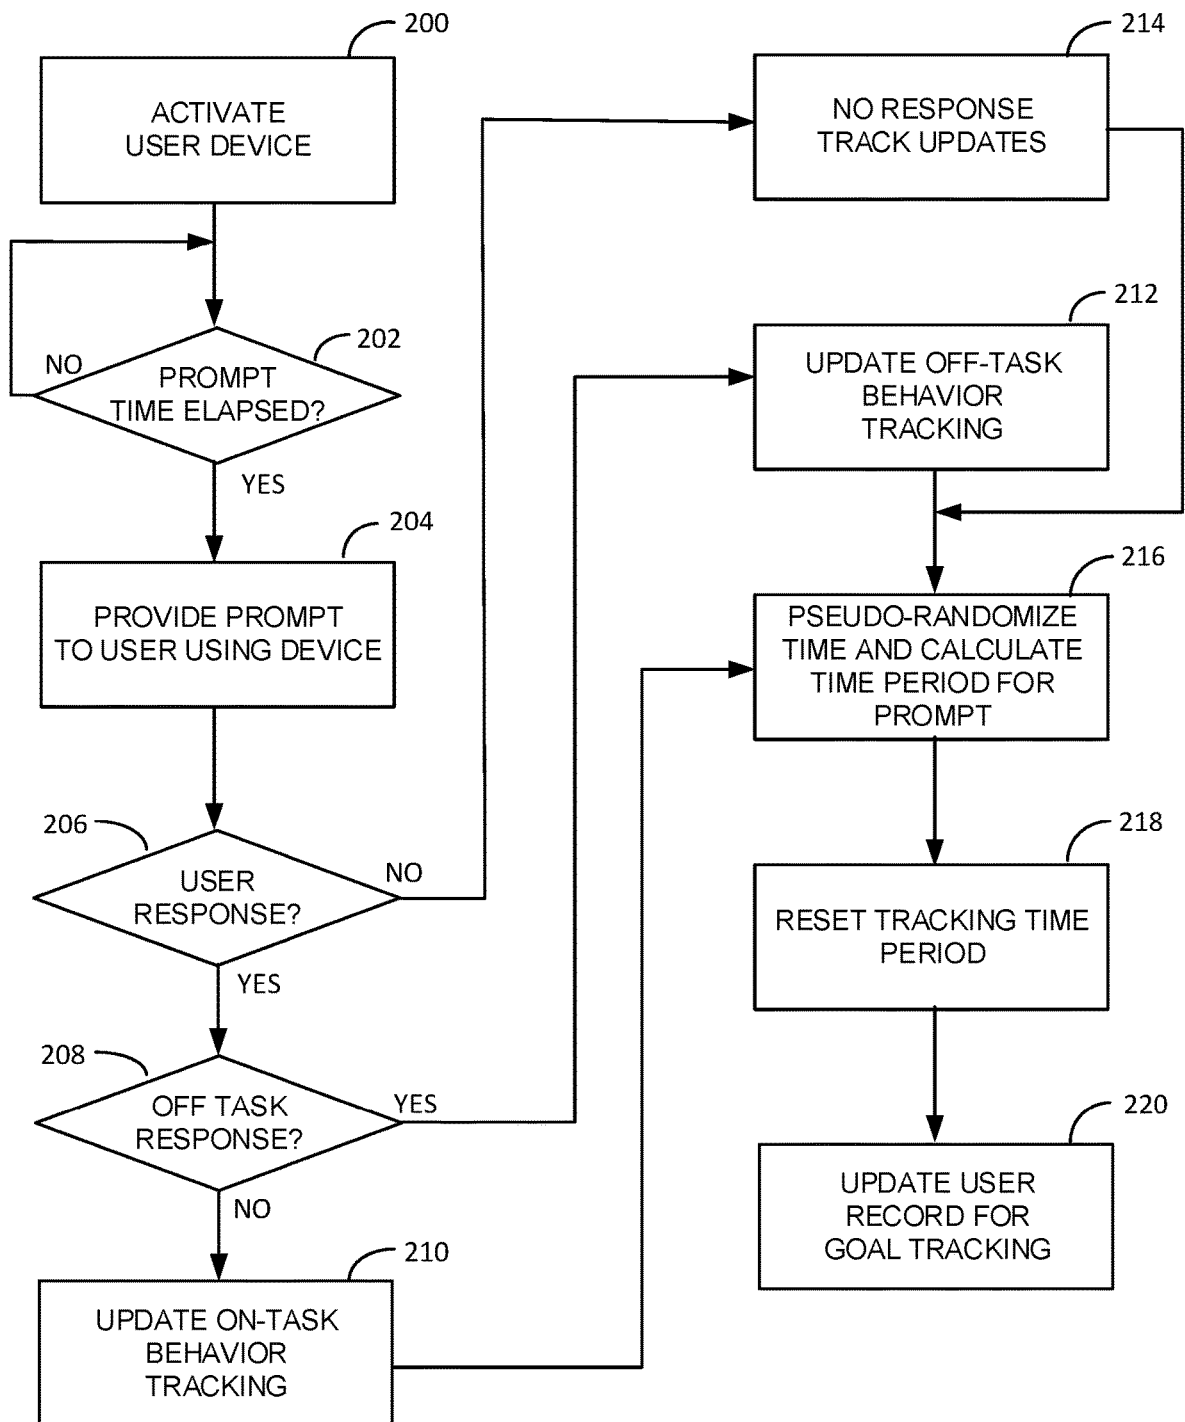 200
ACTIVATE
USER DEVICE
202
NO
PROMPT
TIME ELAPSED?
YES
204
PROVIDE PROMPT
TO USER USING DEVICE
206
USER
RESPONSE?
NO
YES
208
OFF TASK
RESPONSE?
YES
NO
210
UPDATE ON-TASK
BEHAVIOR
TRACKING
214
NO RESPONSE
TRACK UPDATES
212
UPDATE OFF-TASK
BEHAVIOR
TRACKING
216
PSEUDO-RANDOMIZE
TIME AND CALCULATE
TIME PERIOD FOR
PROMPT
218
RESET TRACKING TIME
PERIOD
220
UPDATE USER
RECORD FOR
GOAL TRACKING